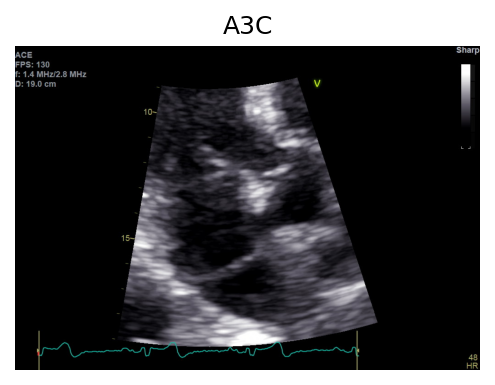 A3C
ACE
FPS: 130
f: 1.4 MHz/2.8 MHz
D: 19.0 cm
Sharp
V
10
15
48
HR